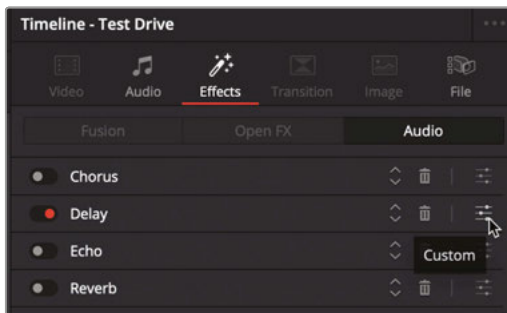 Timeline - Test Drive
Video Audio Effects Transition Image File
Fusion Open FX Audio
Chorus
Delay
Echo
Custom
Reverb